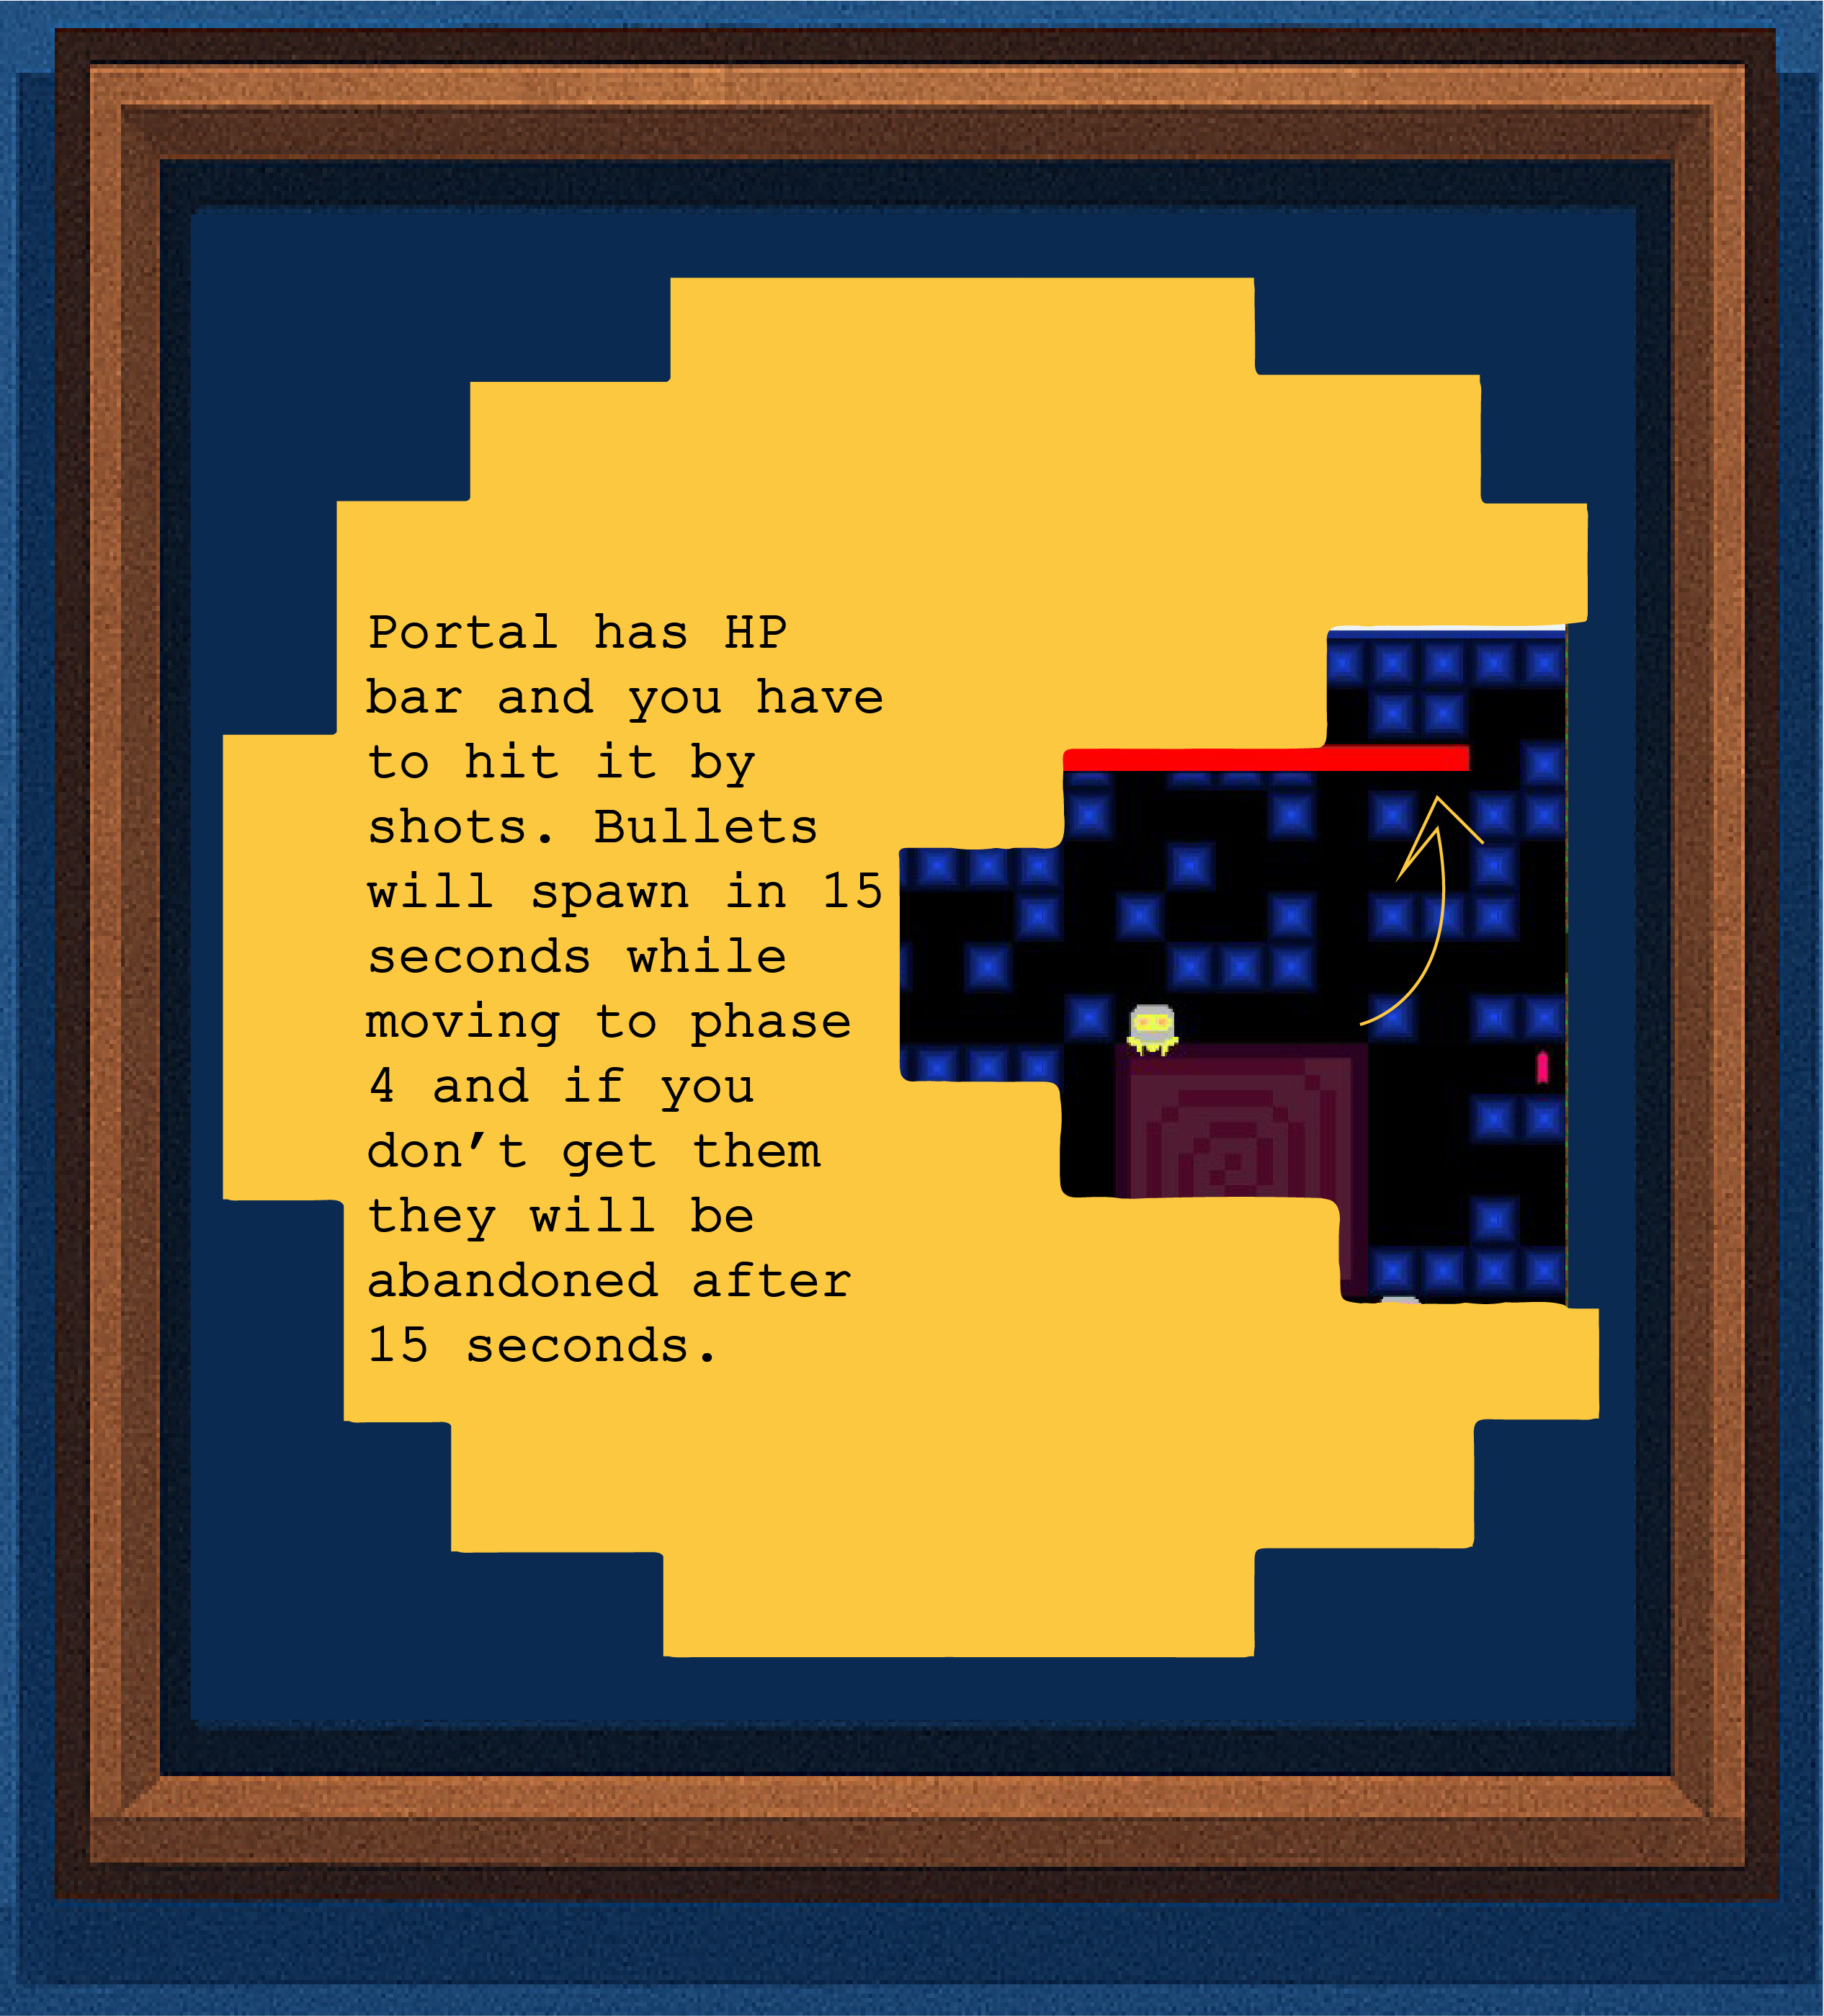 Portal has HP
bar and you have
to hit it by
shots. Bullets
will spawn in 15
seconds while
moving to phase
4 and if you
don’t get them
they will be
abandoned after
15 seconds.